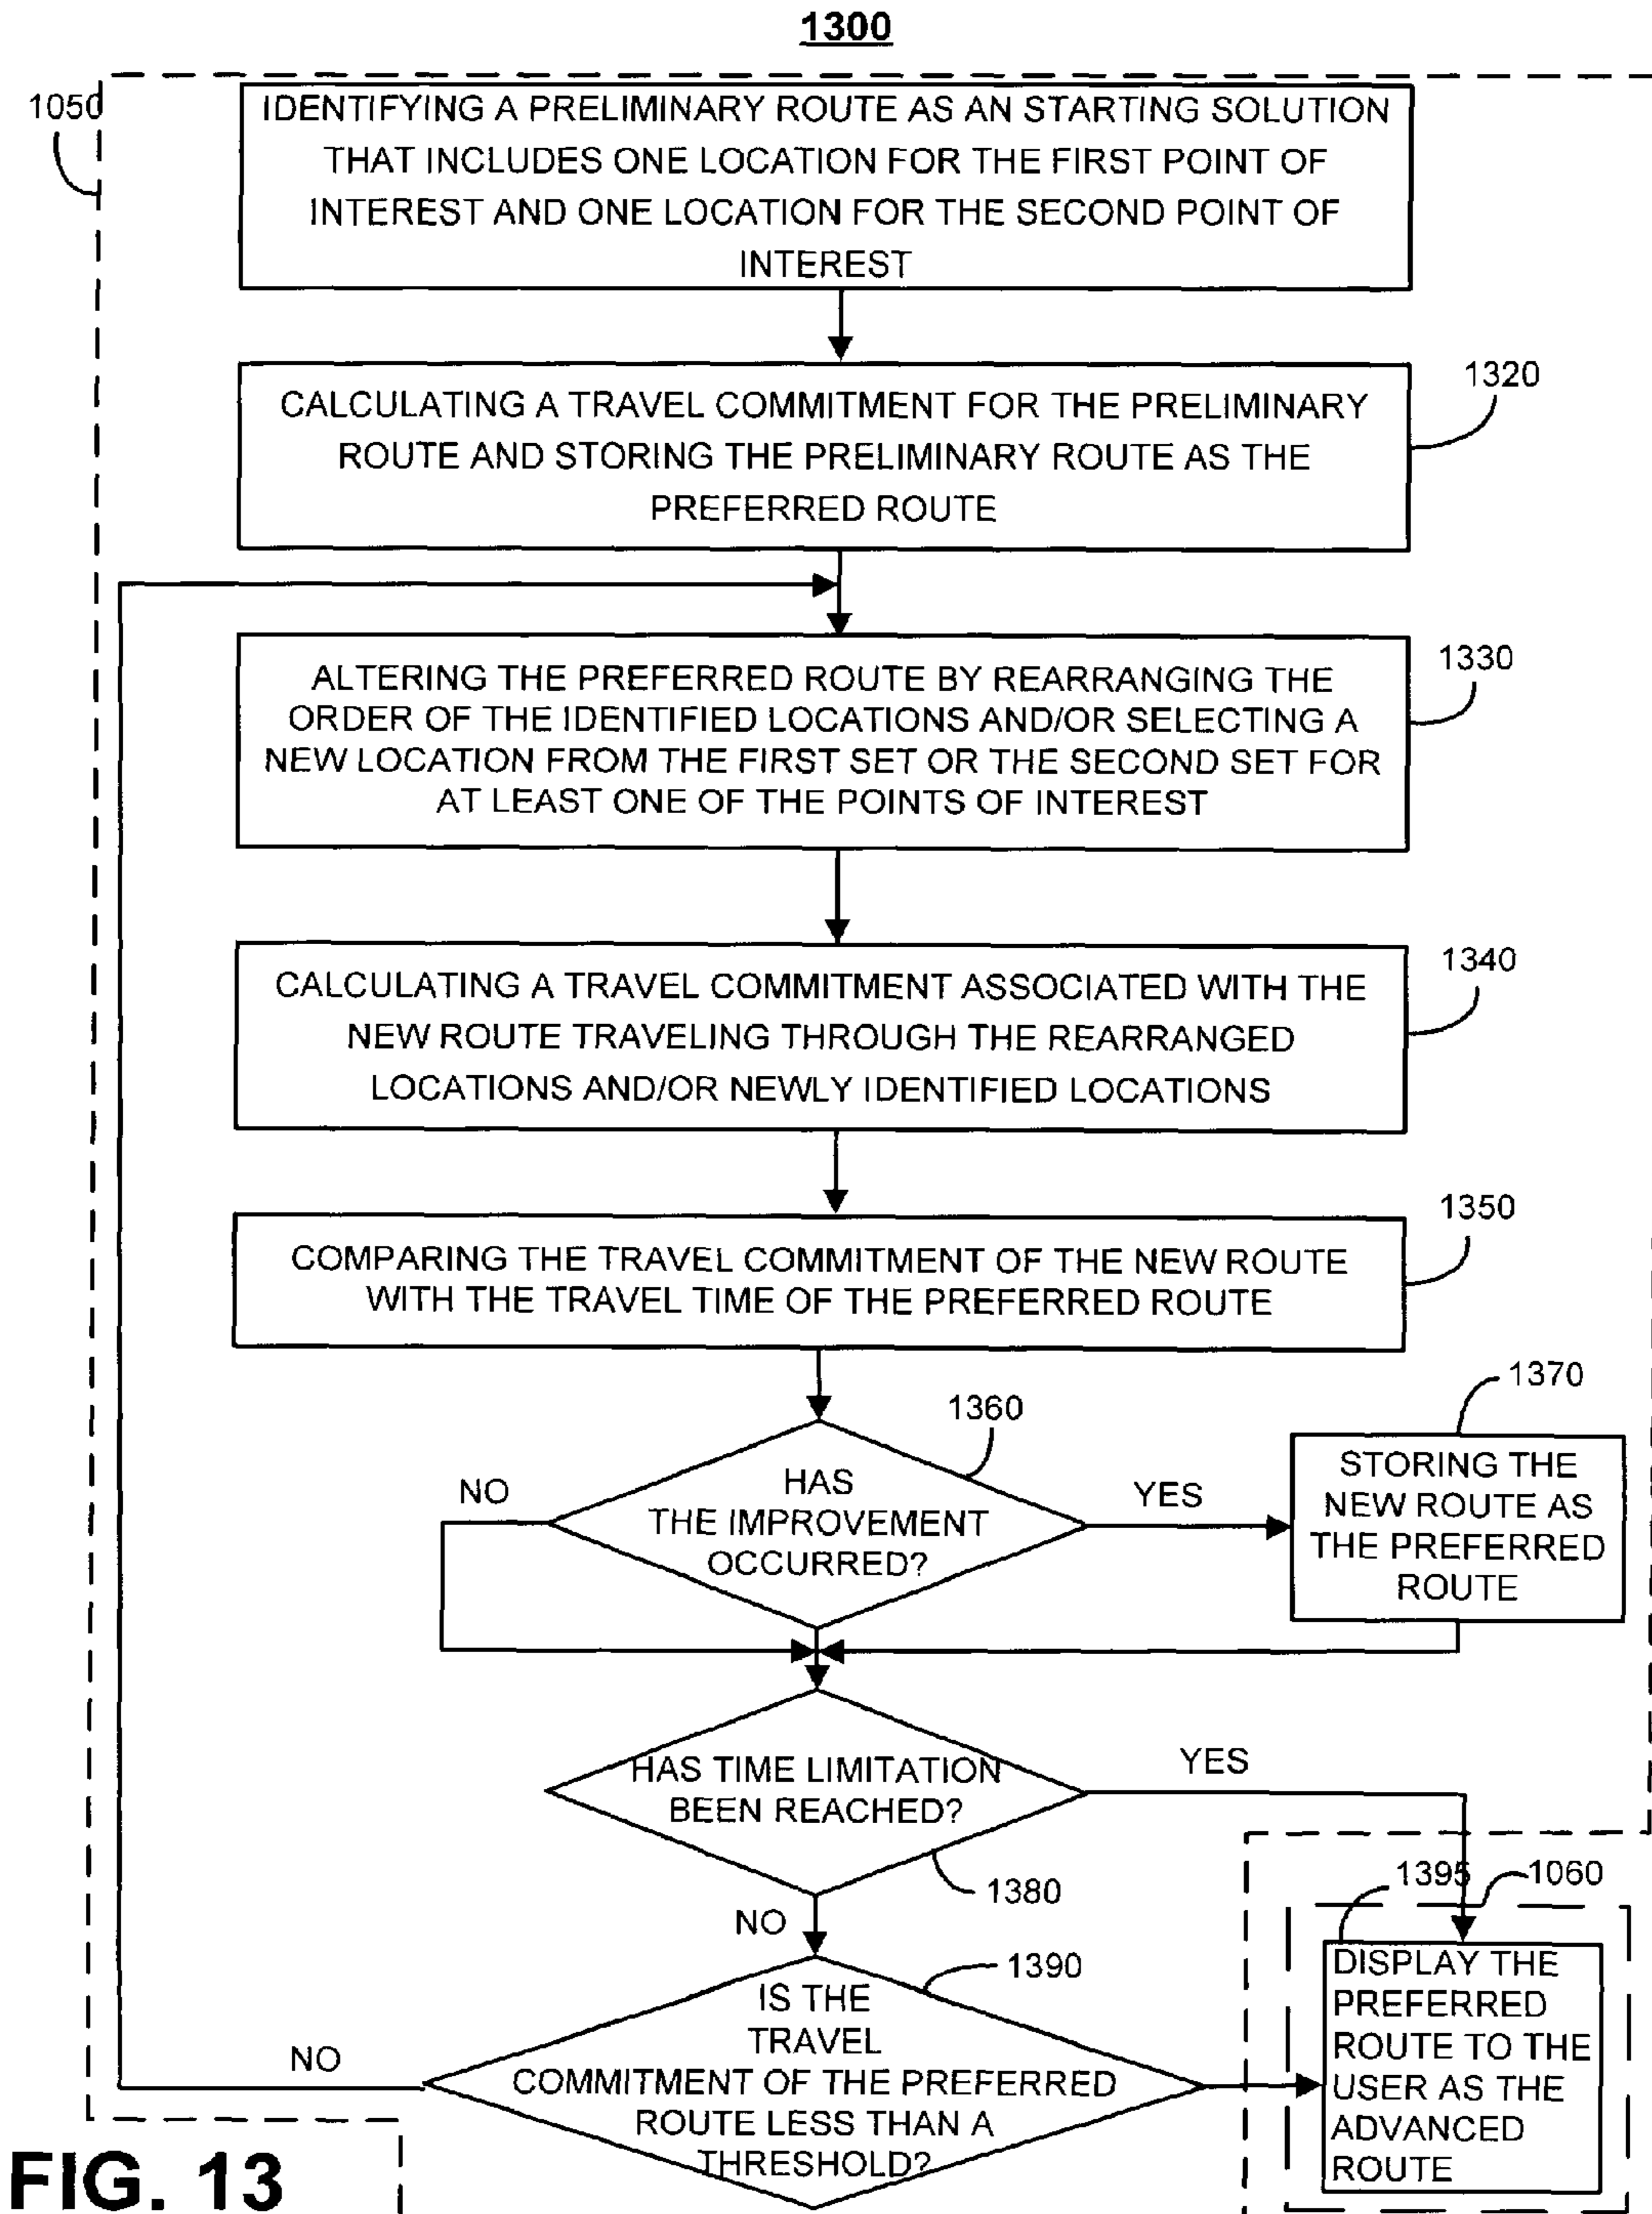 1300
1050
IDENTIFYING A PRELIMINARY ROUTE AS AN STARTING SOLUTION
THAT INCLUDES ONE LOCATION FOR THE FIRST POINT OF
INTEREST AND ONE LOCATION FOR THE SECOND POINT OF
INTEREST
1320
CALCULATING A TRAVEL COMMITMENT FOR THE PRELIMINARY
ROUTE AND STORING THE PRELIMINARY ROUTE AS THE
PREFERRED ROUTE
1330
ALTERING THE PREFERRED ROUTE BY REARRANGING THE
ORDER OF THE IDENTIFIED LOCATIONS AND/OR SELECTING A
NEW LOCATION FROM THE FIRST SET OR THE SECOND SET FOR
AT LEAST ONE OF THE POINTS OF INTEREST
1340
CALCULATING A TRAVEL COMMITMENT ASSOCIATED WITH THE
NEW ROUTE TRAVELING THROUGH THE REARRANGED
LOCATIONS AND/OR NEWLY IDENTIFIED LOCATIONS
1350
COMPARING THE TRAVEL COMMITMENT OF THE NEW ROUTE
WITH THE TRAVEL TIME OF THE PREFERRED ROUTE
1360
1370
NO
HAS
THE IMPROVEMENT
OCCURRED?
YES
STORING THE
NEW ROUTE AS
THE PREFERRED
ROUTE
HAS TIME LIMITATION
BEEN REACHED?
YES
1380
NO
1390
1395
1060
NO
IS THE
TRAVEL
COMMITMENT OF THE PREFERRED
ROUTE LESS THAN A
THRESHOLD?
DISPLAY THE
PREFERRED
ROUTE TO THE
USER AS THE
ADVANCED
ROUTE
FIG. 13